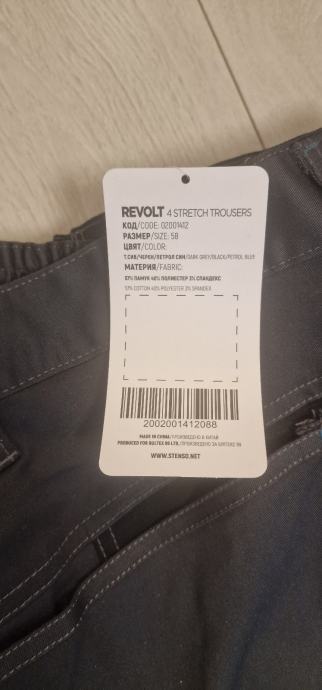 REVOLT 4 STRETCH TROUSERS
КОД/CODE: 02001412
РАЗМЕР/SIZE: 58
ЦВЯТ/COLOR:
Т.СИВ/ЧЕРЕН/ПЕТРОЛ СИН/DARK GREY/BLACK/PETROL BLUE
МАТЕРИЯ/FABRIC:
57% ПАМУК 40% ПОЛИЕСТЕР 3% СПАНДЕКС
57% COTTON 40% POLYESTER 3% SPANDEX
2002001412088
MADE IN CHINA/ПРОИЗВЕДЕНО В КИТАЙ
PRODUCED FOR BULTEX 99 LTD./ПРОИЗВЕДЕНО ЗА БУЛТЕКС 99
WWW.STENSO.NET